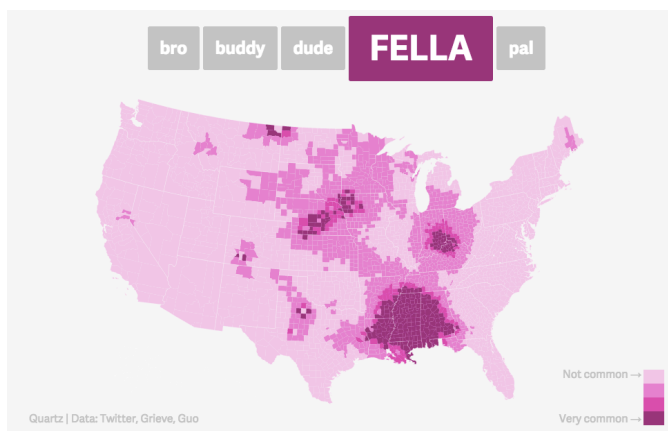 bro buddy dude FELLA pal
Not common →
Very common →
Quartz | Data: Twitter, Grieve, Guo